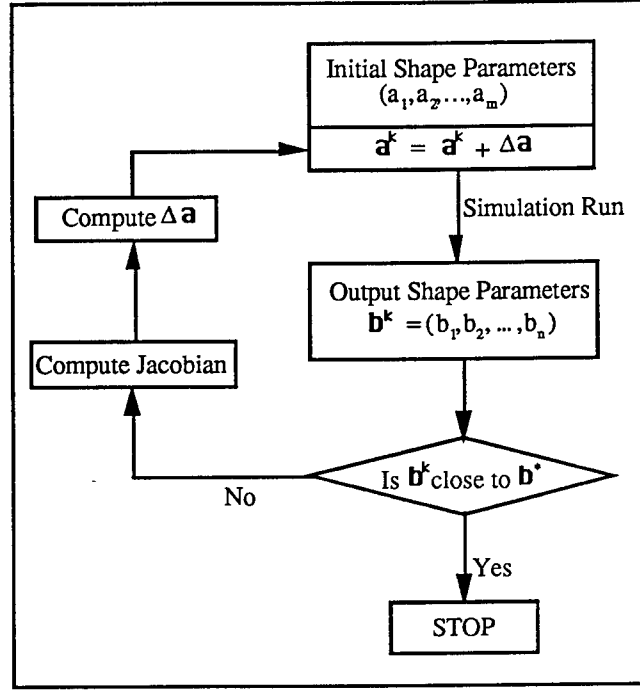 Initial Shape Parameters
(a₁,a₂,...,aₘ)
aᵏ = aᵏ + Δa
Simulation Run
Output Shape Parameters
bᵏ =(b₁,b₂, ... ,bₙ)
Is bᵏ close to b*
Yes
STOP
No
Compute Jacobian
Compute Δa